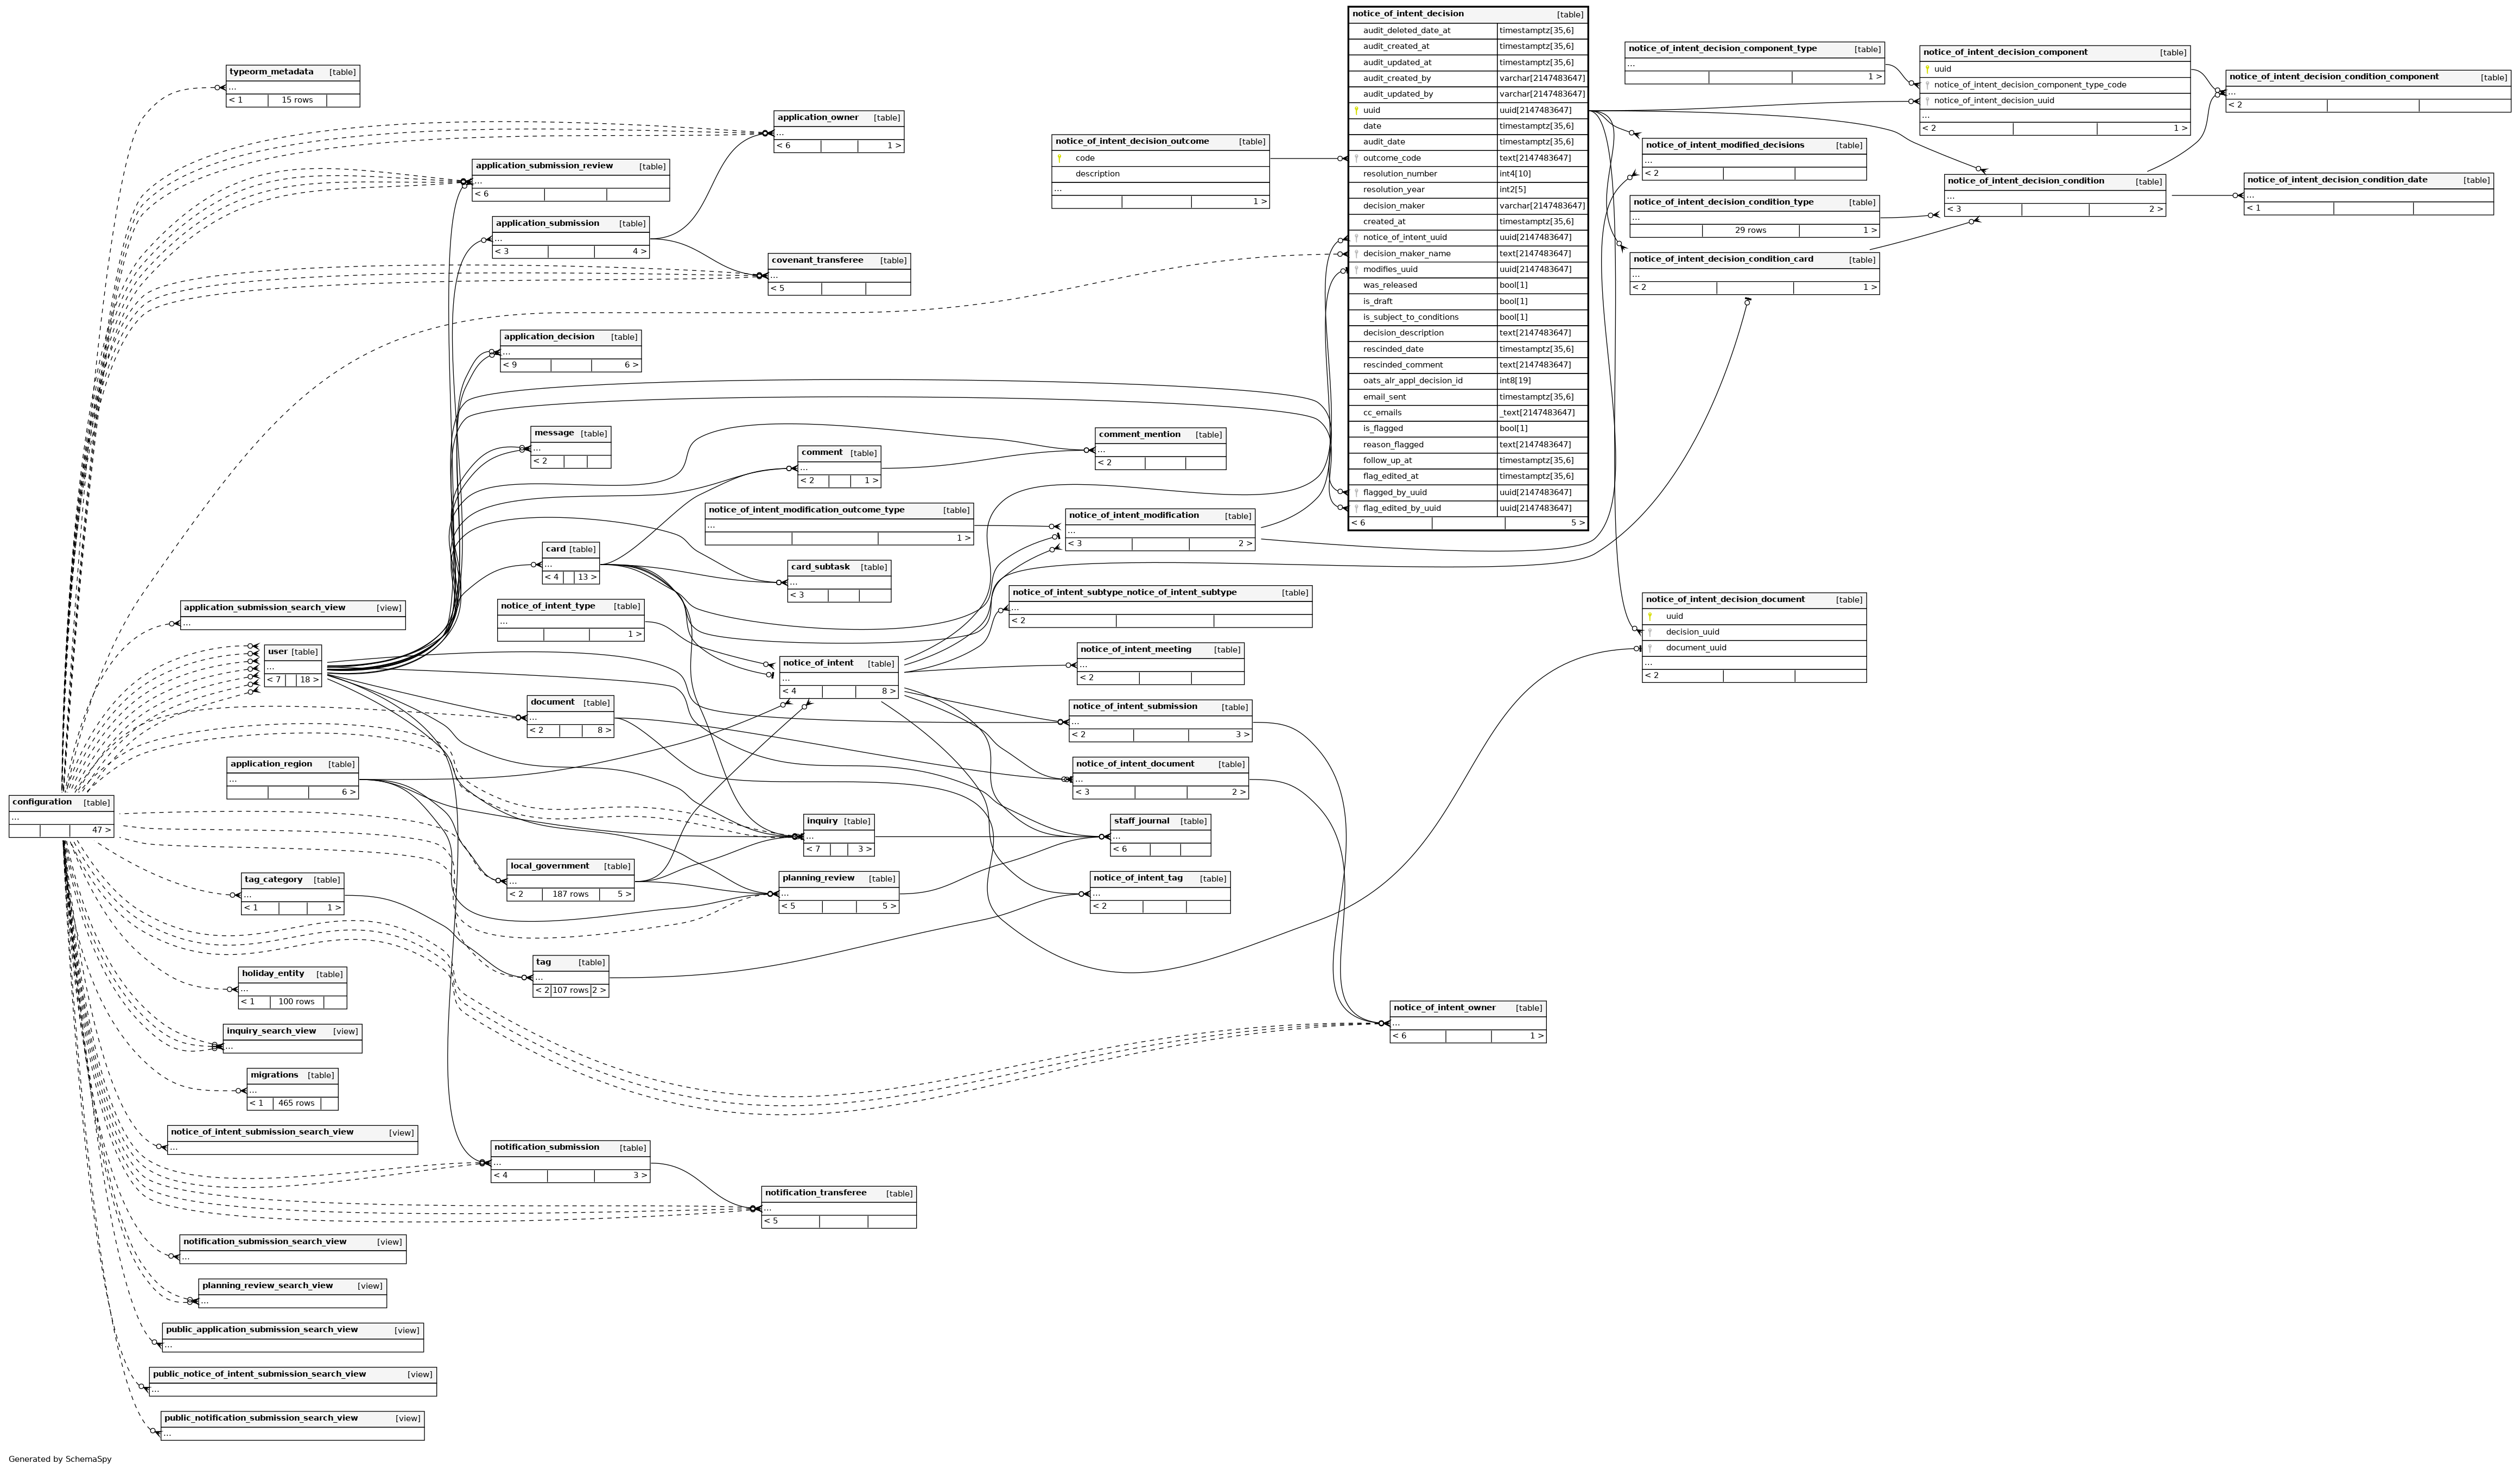 notice_of_intent_decision [table]
audit_deleted_date_at timestamptz[35,6]
audit_created_at timestamptz[35,6]
audit_updated_at timestamptz[35,6]
audit_created_by varchar[2147483647]
audit_updated_by varchar[2147483647]
uuid uuid[2147483647]
date timestamptz[35,6]
audit_date timestamptz[35,6]
outcome_code text[2147483647]
resolution_number int4[10]
resolution_year int2[5]
decision_maker varchar[2147483647]
created_at timestamptz[35,6]
notice_of_intent_uuid uuid[2147483647]
decision_maker_name text[2147483647]
modifies_uuid uuid[2147483647]
was_released bool[1]
is_draft bool[1]
is_subject_to_conditions bool[1]
decision_description text[2147483647]
rescinded_date timestamptz[35,6]
rescinded_comment text[2147483647]
oats_alr_appl_decision_id int8[19]
email_sent timestamptz[35,6]
cc_emails _text[2147483647]
is_flagged bool[1]
reason_flagged text[2147483647]
follow_up_at timestamptz[35,6]
flag_edited_at timestamptz[35,6]
flagged_by_uuid uuid[2147483647]
flag_edited_by_uuid uuid[2147483647]
< 6 5 >
notice_of_intent_decision_component_type [table]
...
1 >
notice_of_intent_decision_component [table]
uuid
notice_of_intent_decision_component_type_code
notice_of_intent_decision_uuid
...
< 2 1 >
notice_of_intent_decision_condition_component [table]
...
< 2
notice_of_intent_modified_decisions [table]
...
< 2
notice_of_intent_decision_condition [table]
...
< 3 2 >
notice_of_intent_decision_condition_date [table]
...
< 1
notice_of_intent_decision_condition_type [table]
...
29 rows 1 >
notice_of_intent_decision_condition_card [table]
...
< 2 1 >
notice_of_intent_decision_document [table]
uuid
decision_uuid
document_uuid
...
< 2
notice_of_intent_decision_outcome [table]
code
description
...
1 >
typeorm_metadata [table]
...
< 1 15 rows
application_owner [table]
...
< 6 1 >
application_submission_review [table]
...
< 6
application_submission [table]
...
< 3 4 >
covenant_transferee [table]
...
< 5
application_decision [table]
...
< 9 6 >
message [table]
...
< 2
comment [table]
...
< 2 1 >
comment_mention [table]
...
< 2
notice_of_intent_modification_outcome_type [table]
...
1 >
notice_of_intent_modification [table]
...
< 3 2 >
card [table]
...
< 4 13 >
card_subtask [table]
...
< 3
notice_of_intent_type [table]
...
1 >
notice_of_intent_subtype_notice_of_intent_subtype [table]
...
< 2
application_submission_search_view [view]
...
user [table]
...
< 7 18 >
notice_of_intent [table]
...
< 4 8 >
notice_of_intent_meeting [table]
...
< 2
document [table]
...
< 2 8 >
notice_of_intent_submission [table]
...
< 2 3 >
application_region [table]
...
6 >
notice_of_intent_document [table]
...
< 3 2 >
configuration [table]
...
47 >
inquiry [table]
...
< 7 3 >
staff_journal [table]
...
< 6
local_government [table]
...
< 2 187 rows 5 >
planning_review [table]
...
< 5 5 >
notice_of_intent_tag [table]
...
< 2
tag_category [table]
...
< 1 1 >
tag [table]
...
< 2 107 rows 2 >
holiday_entity [table]
...
< 1 100 rows
notice_of_intent_owner [table]
...
< 6 1 >
inquiry_search_view [view]
...
migrations [table]
...
< 1 465 rows
notice_of_intent_submission_search_view [view]
...
notification_submission [table]
...
< 4 3 >
notification_transferee [table]
...
< 5
notification_submission_search_view [view]
...
planning_review_search_view [view]
...
public_application_submission_search_view [view]
...
public_notice_of_intent_submission_search_view [view]
...
public_notification_submission_search_view [view]
...
Generated by SchemaSpy